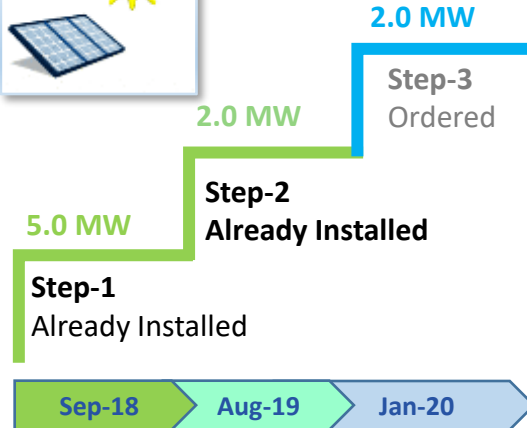 2.0 MW
Step-3
Ordered
2.0 MW
Step-2
Already Installed
5.0 MW
Step-1
Already Installed
Sep-18 Aug-19 Jan-20